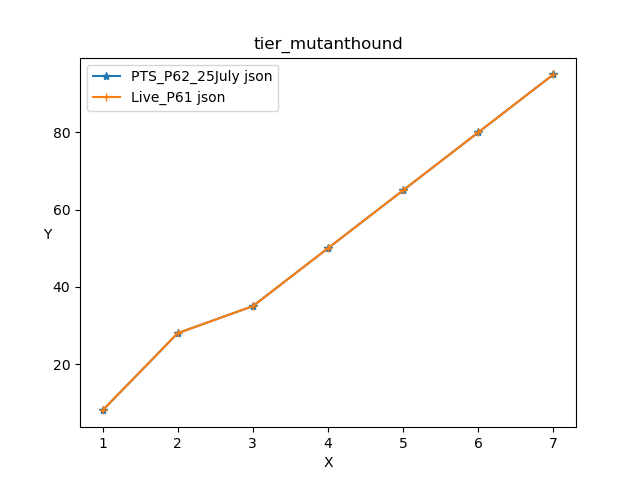 tier_mutanthound
PTS_P62_25July json
Live_P61 json
80
60
40
20
Y
1 2 3 4 5 6 7
X